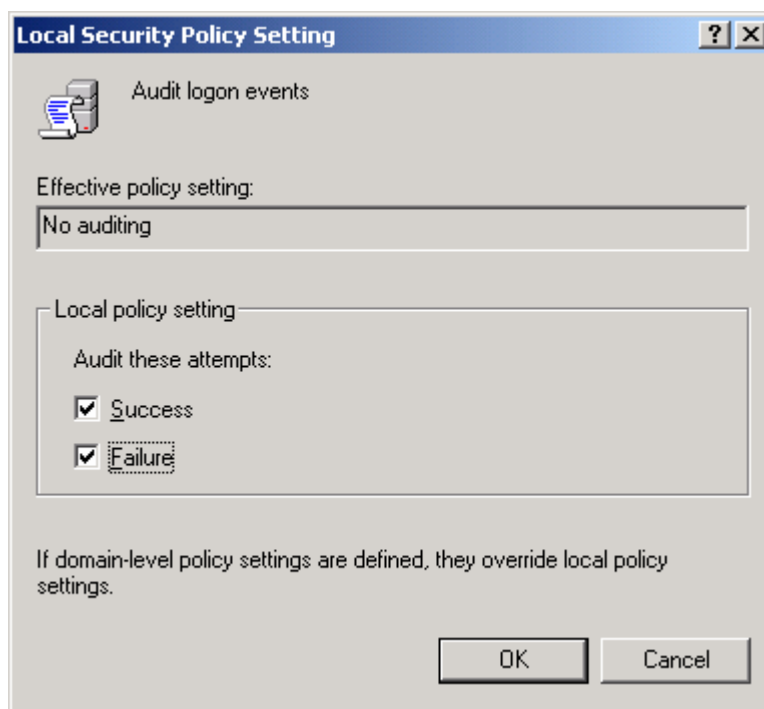 Local Security Policy Setting
Audit logon events
Effective policy setting:
No auditing
Local policy setting
Audit these attempts:
Success
Failure
If domain-level policy settings are defined, they override local policy
settings.
OK
Cancel